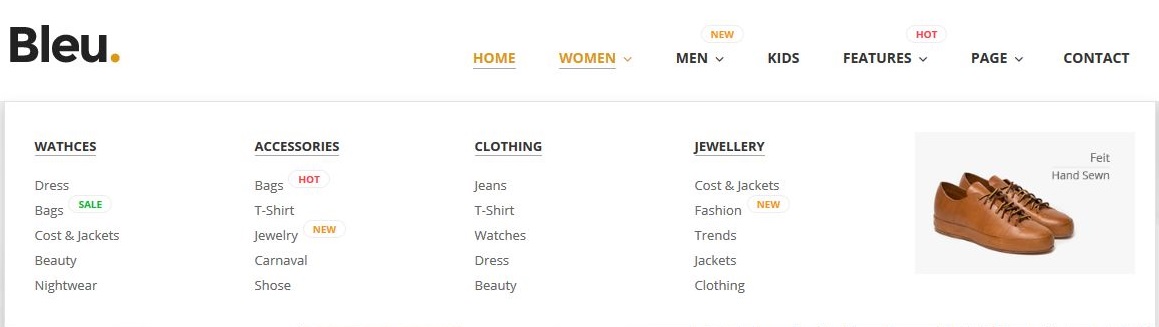 Bleu.
NEW
HOT
HOME WOMEN MEN KIDS FEATURES PAGE CONTACT
WATHCES
Dress
Bags SALE
Cost & Jackets
Beauty
Nightwear
ACCESSORIES
Bags HOT
T-Shirt
Jewelry NEW
Carnaval
Shose
CLOTHING
Jeans
T-Shirt
Watches
Dress
Beauty
JEWELLERY
Cost & Jackets
Fashion NEW
Trends
Jackets
Clothing
Feit
Hand Sewn